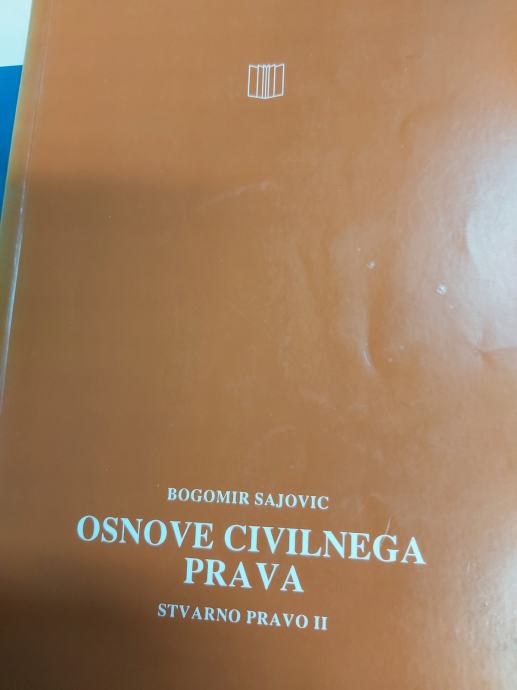 BOGOMIR SAJOVIC
OSNOVE CIVILNEGA
PRAVA
STVARNO PRAVO II